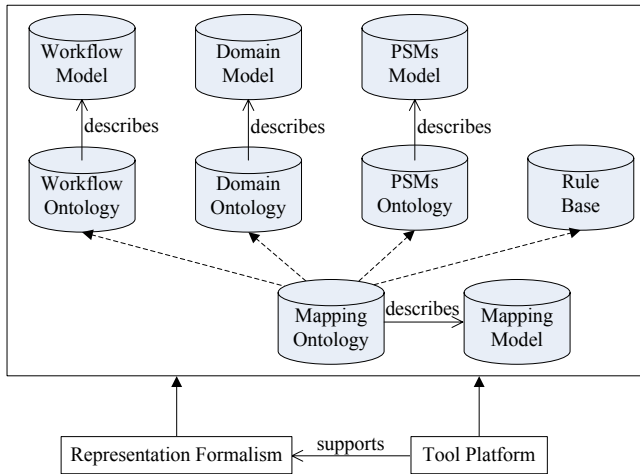 Workflow
Model
Domain
Model
PSMs
Model
describes
describes
describes
Workflow
Ontology
Domain
Ontology
PSMs
Ontology
Rule
Base
Mapping
Ontology
describes
Mapping
Model
Representation Formalism
supports
Tool Platform